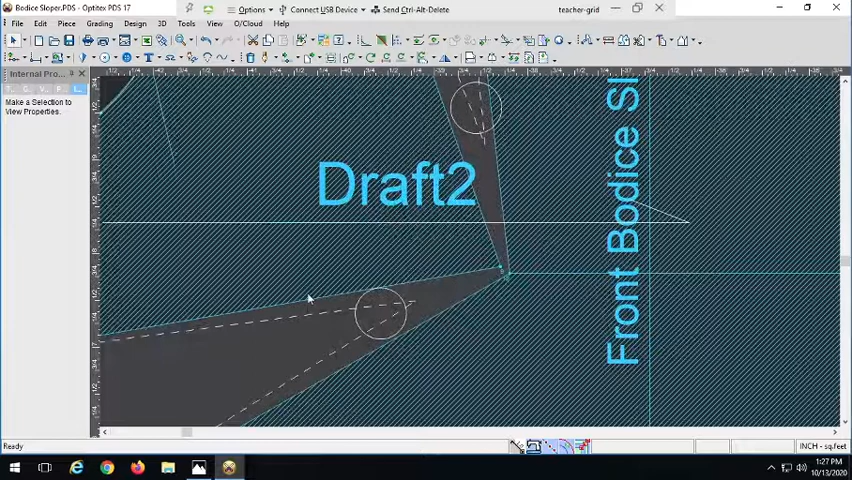 Bodice Sloper.PDS - Optitex PDS 17
Options
Connect USB Device
Send Ctrl-Alt-Delete
teacher-grid
File Edit Piece Grading Design Tools View O/Cloud Help
Internal Pro...
Make a Selection to
View Properties.
Draft2
Front Bodice Sl
Ready
INCH - sq.feet
1:27 PM
10/13/2020